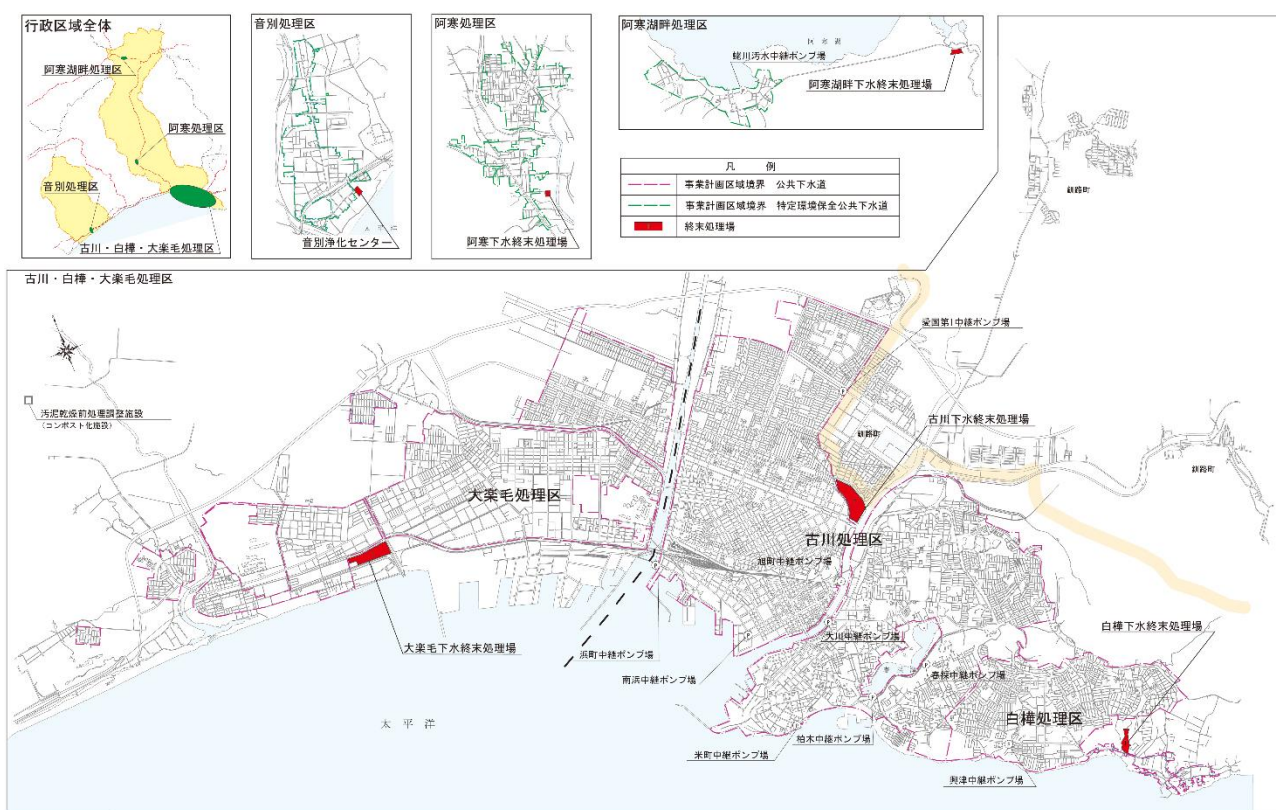 行政区域全体
阿寒湖畔処理区
阿寒処理区
音別処理区
古川・白樺・大楽毛処理区
音別処理区
太平洋
音別浄化センター
阿寒処理区
阿寒下水終末処理場
阿寒湖畔処理区
阿寒湖
蛇川汚水中継ポンプ場
阿寒湖畔下水終末処理場
凡 例
事業計画区域境界 公共下水道
事業計画区域境界 特定環境保全公共下水道
終末処理場
釧路町
古川・白樺・大楽毛処理区
愛国第1中継ポンプ場
汚泥乾燥前処理調整施設
(コンポスト化施設)
古川下水終末処理場
釧路町
釧路町
大楽毛処理区
古川処理区
旭町中継ポンプ場
P
P
P
P
P
白樺下水終末処理場
大楽毛下水終末処理場
浜町中継ポンプ場
大川中継ポンプ場
南浜中継ポンプ場
春採中継ポンプ場
白樺処理区
太平洋
柏木中継ポンプ場
米町中継ポンプ場
興津中継ポンプ場